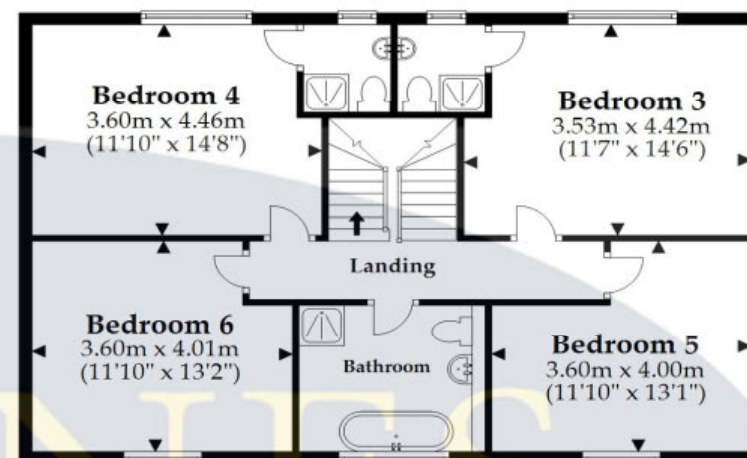 Bedroom 4
3.60m x 4.46m
(11'10" x 14'8")
Bedroom 3
3.53m x 4.42m
(11'7" x 14'6")
Landing
Bedroom 6
3.60m x 4.01m
(11'10" x 13'2")
Bathroom
Bedroom 5
3.60m x 4.00m
(11'10" x 13'1")